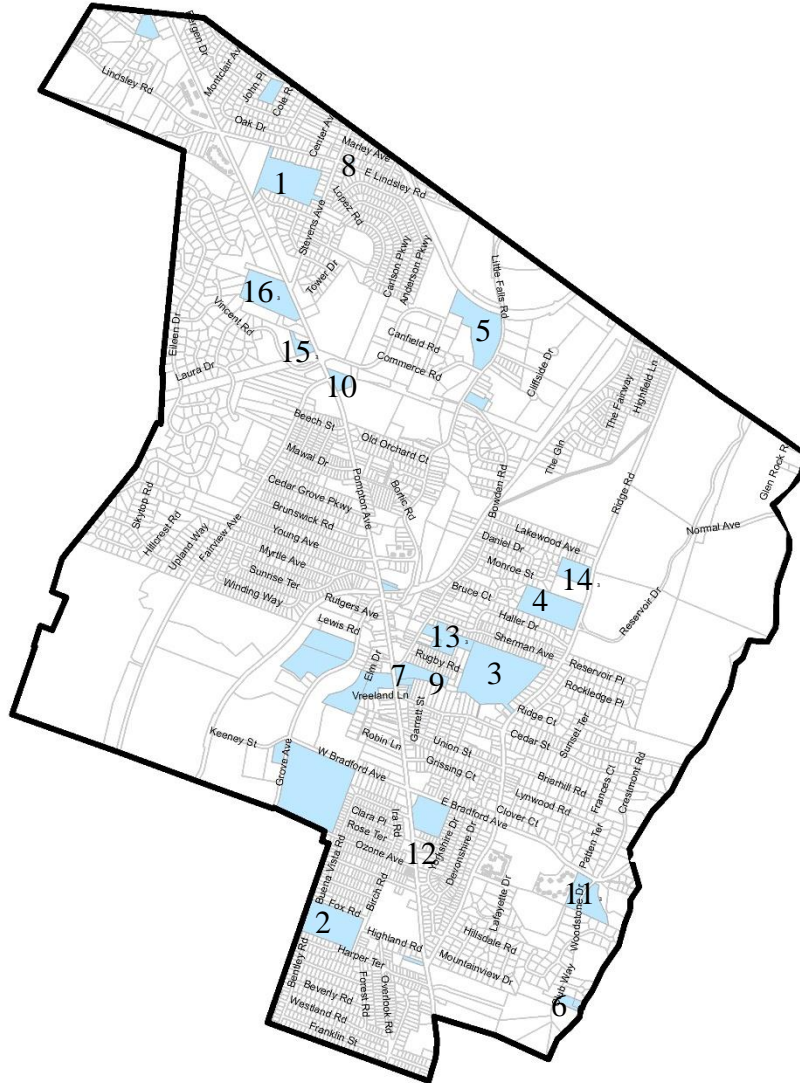 Bergen Dr
Montclair Av
Lindsley Rd
John Pl
Cole R
Oak Dr
Center Av
Marley Ave
8
E Lindsley Rd
1
Lopez Rd
Stevens Ave
Carlson Pkwy
Anderson Pkwy
Little Falls Rd
Tower Dr
16
Vincent Rd
5
Eileen Dr
Canfield Rd
15
Commerce Rd
Cliffside Dr
Laura Dr
10
The Fairway
Highfield Ln
Beech St
Old Orchard Ct
The Gln
Mawal Dr
Pompton Ave
Bowden Rd
Ridge Rd
Glen Rock R
Cedar Grove Pkwy
Skytop Rd
Brunswick Rd
Hillcrest Rd
Upland Way
Fairview Ave
Young Ave
Lakewood Ave
Normal Ave
Daniel Dr
Myrtle Ave
Monroe St
14
Sunrise Ter
Bruce Ct
4
Winding Way
Rutgers Ave
Reservoir Dr
Lewis Rd
Haller Dr
13
Sherman Ave
Elm Dr
Rugby Rd
3
Reservoir Pl
7
9
Rockledge Pl
Vreeland Ln
Garrett St
Ridge Ct
Sunset Ter
Robin Ln
Union St
Cedar St
Keeney St
Grissing Ct
W Bradford Ave
Grove Ave
Briarhill Rd
Frances Ct
Crestmont Rd
Lynwood Rd
E Bradford Ave
Clover Ct
Clara Pl
Ira Rd
Rose Ter
Ozone Ave
12
Yorkshire Dr
Devonshire Dr
Patten Ter
Buena Vista Rd
Birch Rd
Lafayette Dr
11
Woodstone Dr
Fox Rd
2
Highland Rd
Hillsdale Rd
Bentley Rd
Harper Ter
Mountainview Dr
Beverly Rd
Forest Rd
Overlook Rd
6
Westland Rd
Franklin St